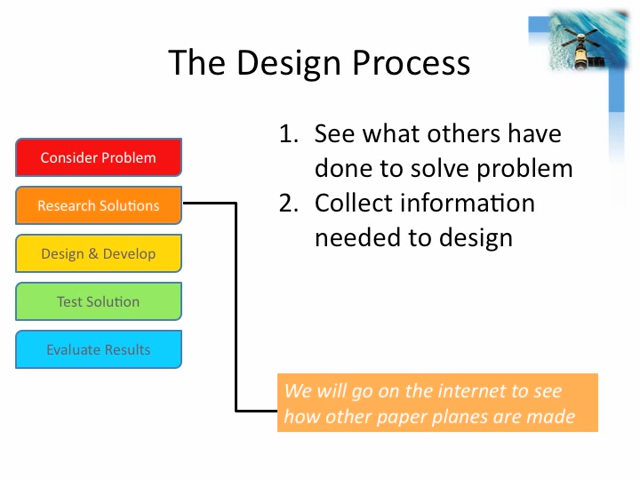 The Design Process
Consider Problem
Research Solutions
Design & Develop
Test Solution
Evaluate Results
1. See what others have
done to solve problem
2. Collect information
needed to design
We will go on the internet to see
how other paper planes are made